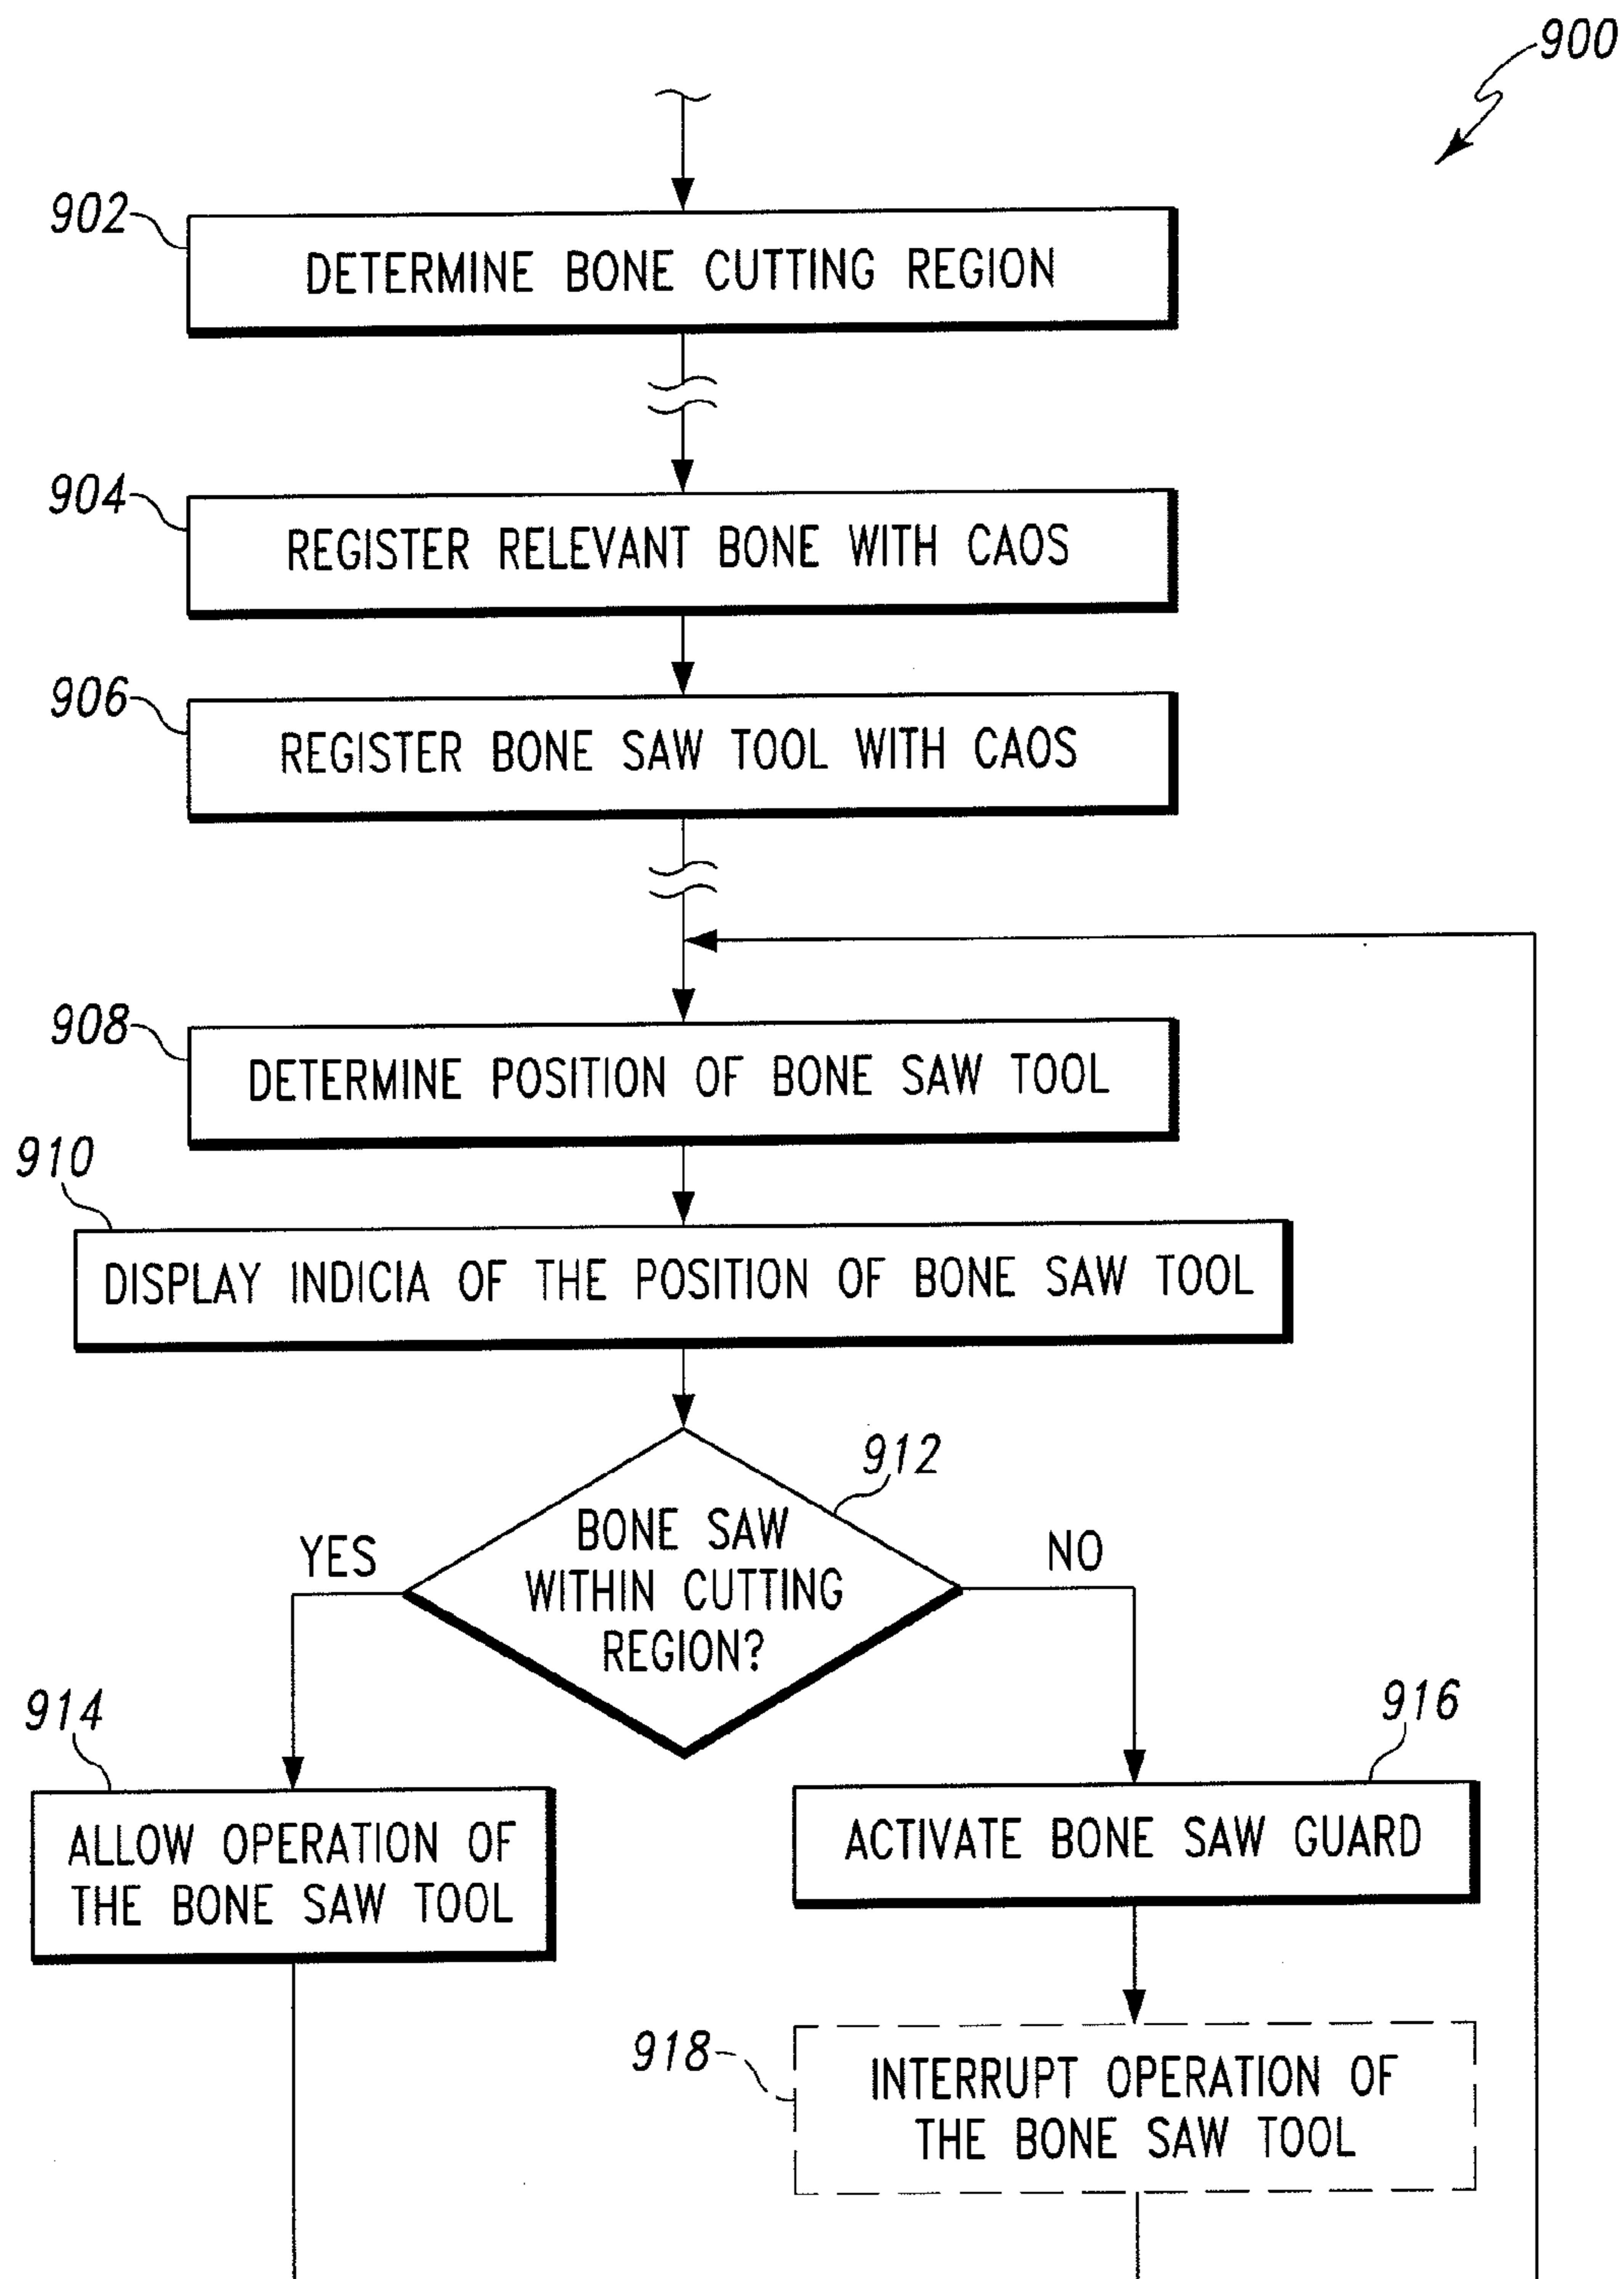 900
902
DETERMINE BONE CUTTING REGION
904
REGISTER RELEVANT BONE WITH CAOS
906
REGISTER BONE SAW TOOL WITH CAOS
908
DETERMINE POSITION OF BONE SAW TOOL
910
DISPLAY INDICIA OF THE POSITION OF BONE SAW TOOL
912
BONE SAW
WITHIN CUTTING
REGION?
YES
NO
914
ALLOW OPERATION OF
THE BONE SAW TOOL
916
ACTIVATE BONE SAW GUARD
918
INTERRUPT OPERATION OF
THE BONE SAW TOOL